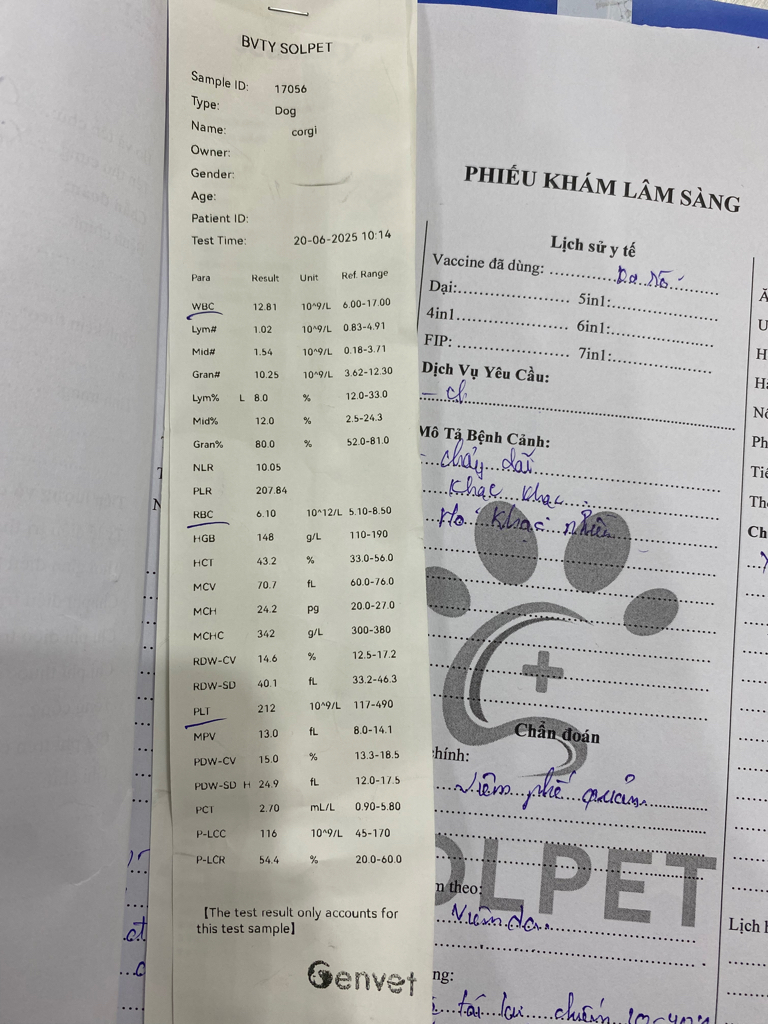 BVTY SOLPET
Sample ID: 17056
Type: Dog
Name: corgi
Owner:
Gender:
Age:
Patient ID:
Test Time: 20-06-2025 10:14
Para Result Unit Ref. Range
WBC 12.81 10^9/L 6.00-17.00
Lym# 1.02 10^9/L 0.83-4.91
Mid# 1.54 10^9/L 0.18-3.71
Gran# 10.25 10^9/L 3.62-12.30
Lym% L 8.0 % 12.0-33.0
Mid% 12.0 % 2.5-24.3
Gran% 80.0 % 52.0-81.0
NLR 10.05
PLR 207.84
RBC 6.10 10^12/L 5.10-8.50
HGB 148 g/L 110-190
HCT 43.2 % 33.0-56.0
MCV 70.7 fL 60.0-76.0
MCH 24.2 pg 20.0-27.0
MCHC 342 g/L 300-380
RDW-CV 14.6 % 12.5-17.2
RDW-SD 40.1 fL 33.2-46.3
PLT 212 10^9/L 117-490
MPV 13.0 fL 8.0-14.1
PDW-CV 15.0 % 13.3-18.5
PDW-SD H 24.9 fL 12.0-17.5
PCT 2.70 mL/L 0.90-5.80
P-LCC 116 10^9/L 45-170
P-LCR 54.4 % 20.0-60.0
【The test result only accounts for
this test sample】
Genvet
PHIẾU KHÁM LÂM SÀNG
Lịch sử y tế
Vaccine đã dùng:
Dại: 5in1:
4in1 6in1:
FIP: 7in1:
Dịch Vụ Yêu Cầu:
Mô Tả Bệnh Cảnh:
- chảy dãi
khạc khạc
Ho khạc nhiều
Chẩn đoán
chính:
Viêm phế quản
m theo:
Viêm da
ng:
OLPET
Lịch